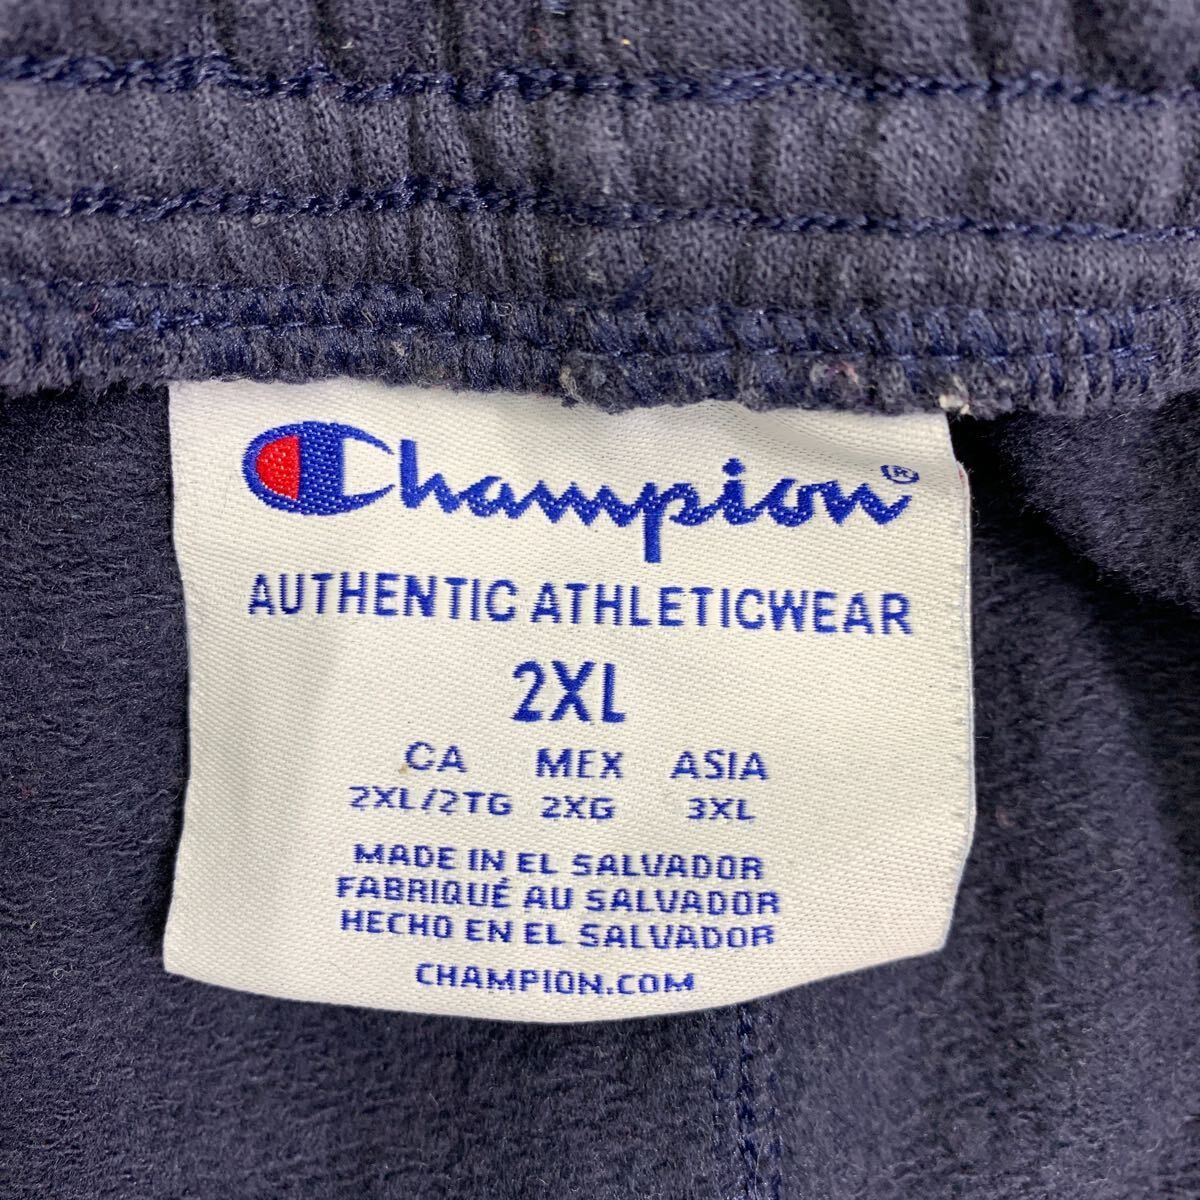 Champion®
AUTHENTIC ATHLETICWEAR
2XL
CA MEX ASIA
2XL/2TG 2XG 3XL
MADE IN EL SALVADOR
FABRIQUÉ AU SALVADOR
HECHO EN EL SALVADOR
CHAMPION.COM